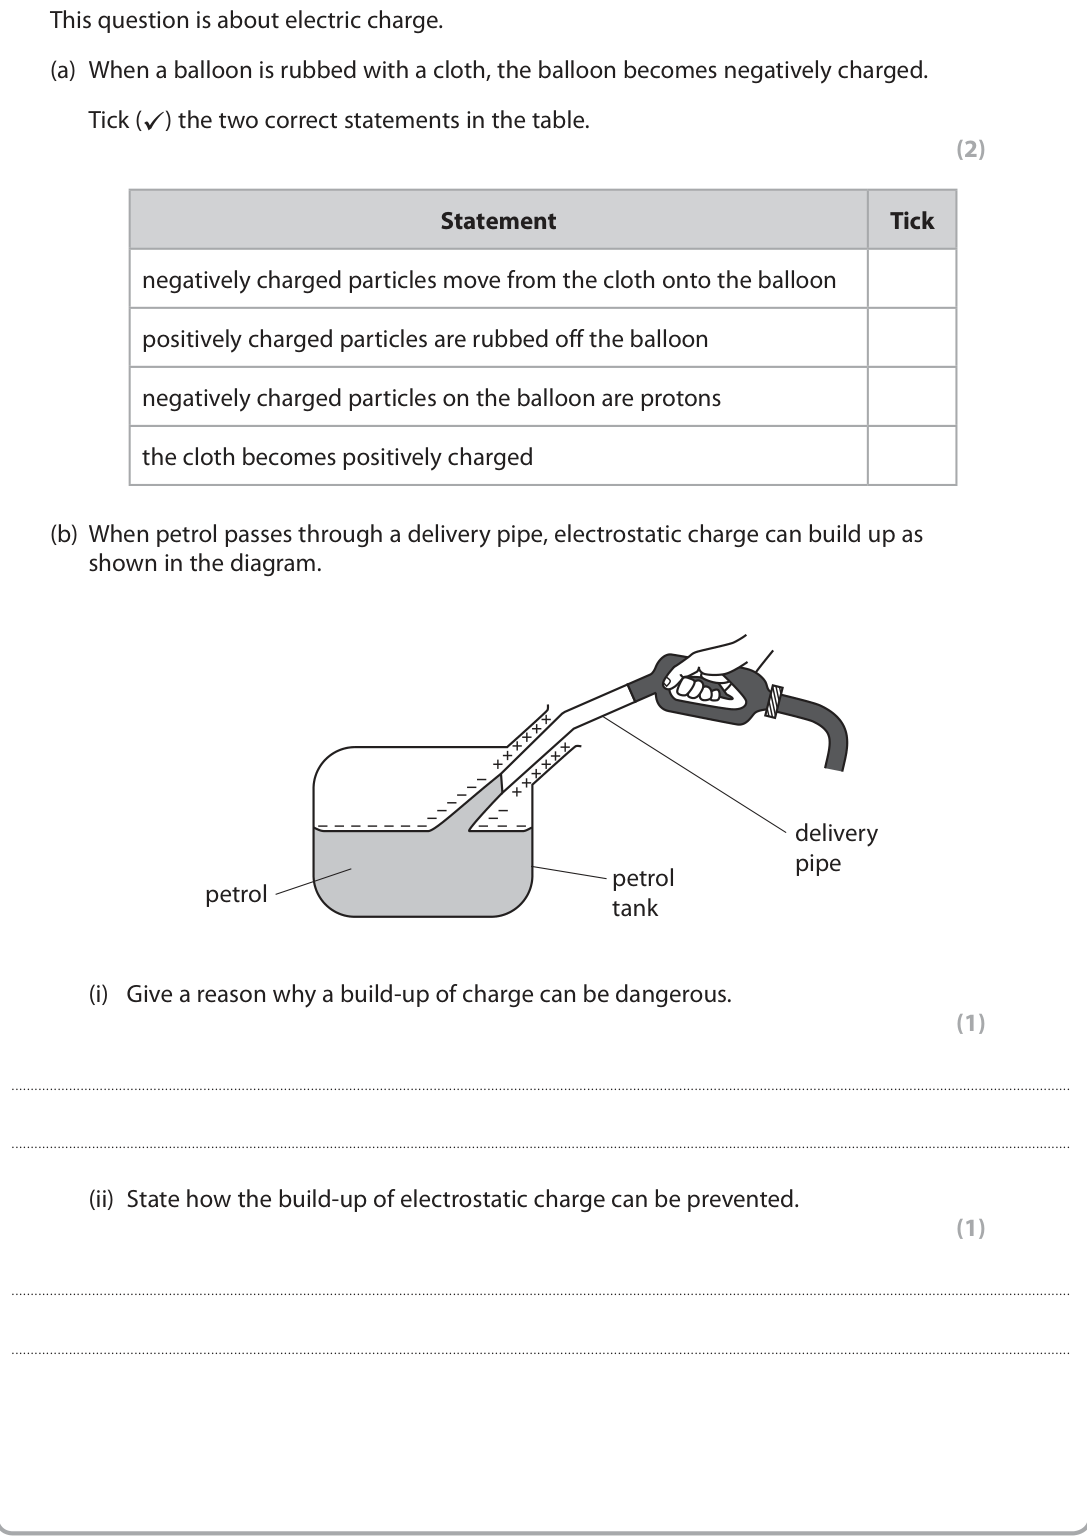 This question is about electric charge.
(a) When a balloon is rubbed with a cloth, the balloon becomes negatively charged.
Tick (✓) the two correct statements in the table.
(2)
Statement Tick
negatively charged particles move from the cloth onto the balloon
positively charged particles are rubbed off the balloon
negatively charged particles on the balloon are protons
the cloth becomes positively charged
(b) When petrol passes through a delivery pipe, electrostatic charge can build up as
shown in the diagram.
delivery
pipe
petrol
petrol
tank
(i) Give a reason why a build-up of charge can be dangerous.
(1)
(ii) State how the build-up of electrostatic charge can be prevented.
(1)